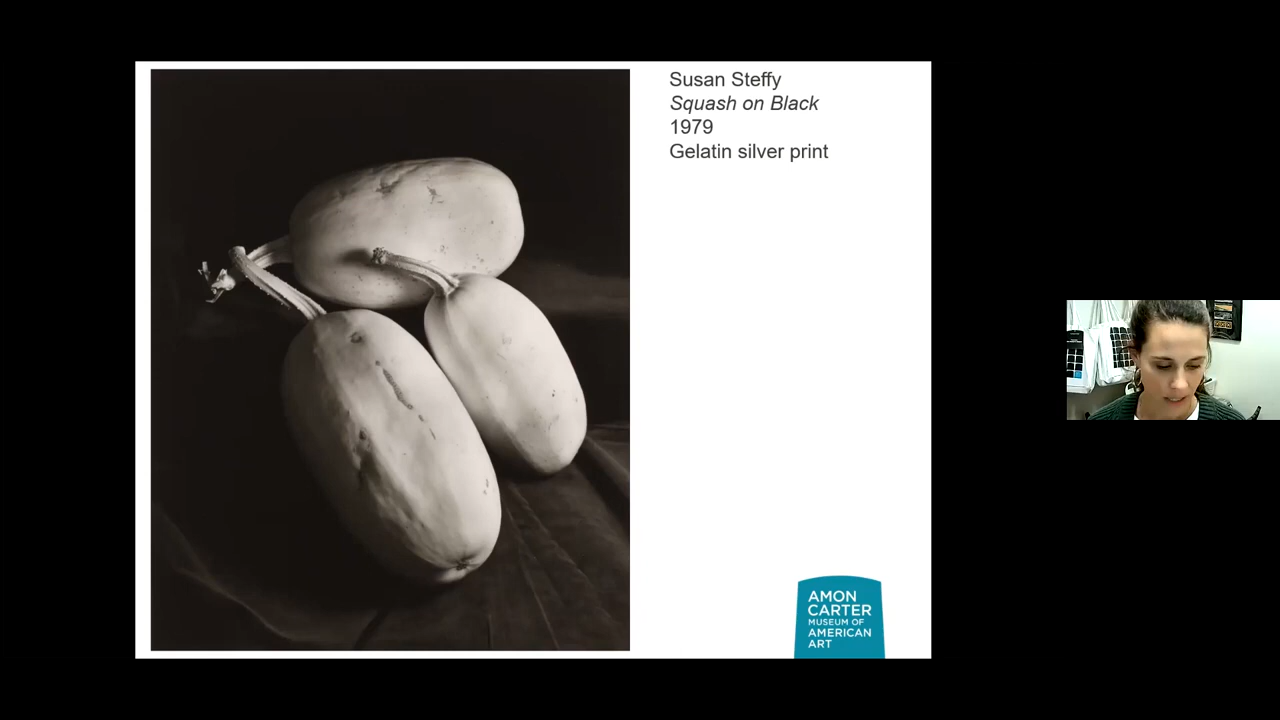 Susan Steffy
Squash on Black
1979
Gelatin silver print
AMON
CARTER
MUSEUM OF
AMERICAN
ART